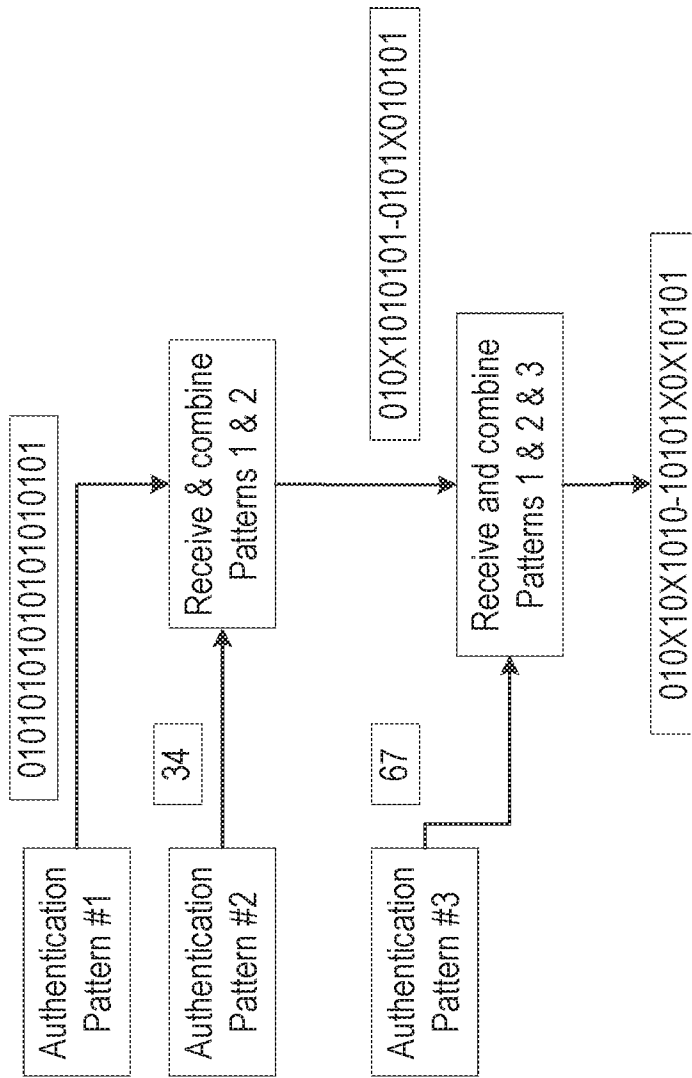 Authentication
Pattern #1
01010101010101010101
Authentication
Pattern #2
34
Receive & combine
Patterns 1 & 2
Authentication
Pattern #3
67
010X1010101-0101X010101
Receive and combine
Patterns 1 & 2 & 3
010X10X1010-10101X0X10101